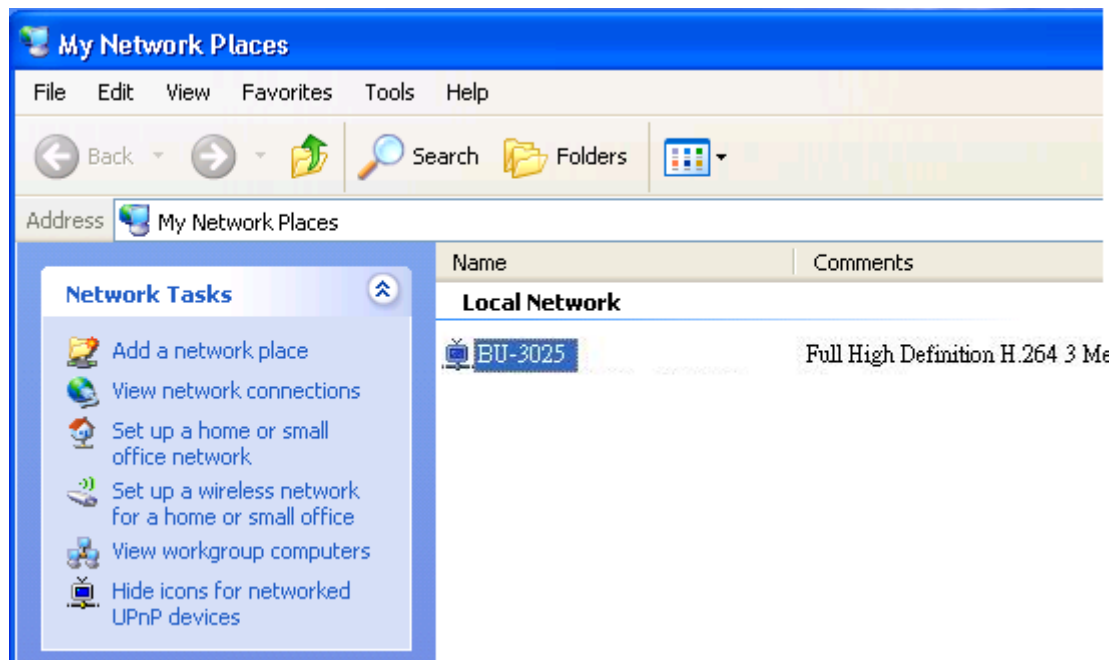 My Network Places
File Edit View Favorites Tools Help
Back Search Folders
Address My Network Places
Name Comments
Network Tasks
Local Network
Add a network place
BU-3025 Full High Definition H.264 3 Me
View network connections
Set up a home or small
office network
Set up a wireless network
for a home or small office
View workgroup computers
Hide icons for networked
UPnP devices